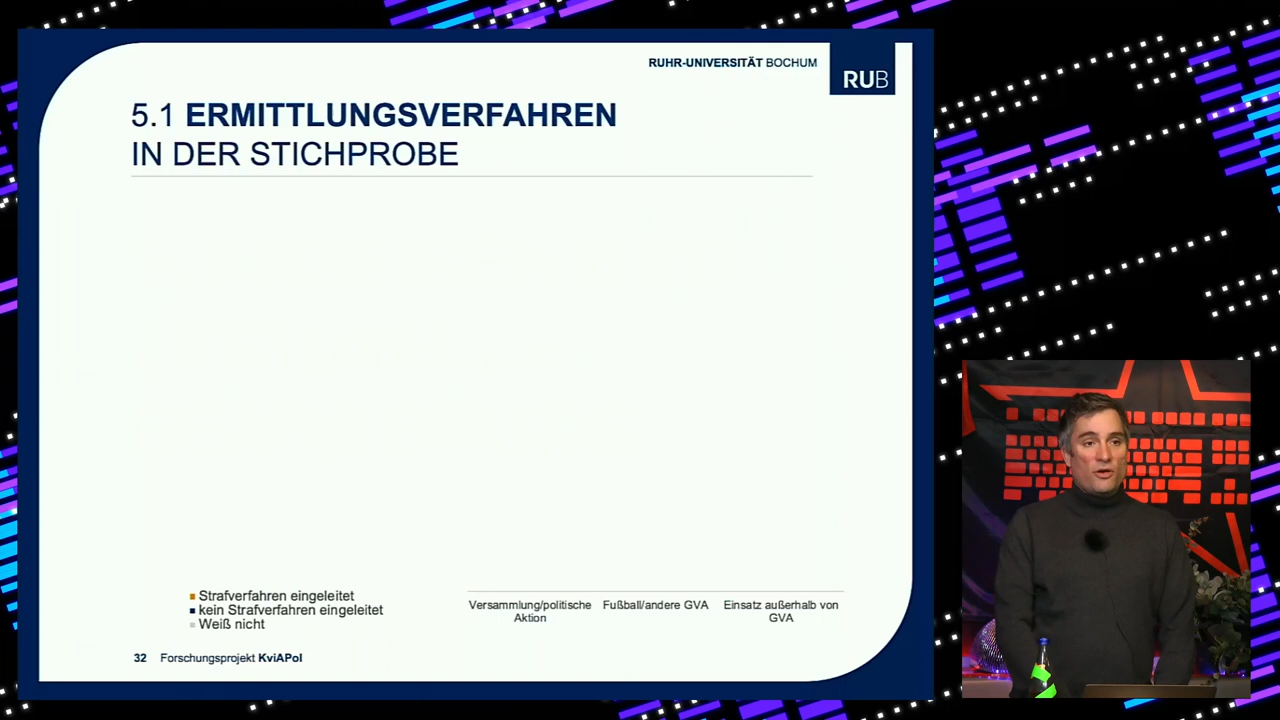 RUHR-UNIVERSITÄT BOCHUM
RUB
5.1 ERMITTLUNGSVERFAHREN
IN DER STICHPROBE
Strafverfahren eingeleitet
kein Strafverfahren eingeleitet
Weiß nicht
Versammlung/politische
Aktion
Fußball/andere GVA
Einsatz außerhalb von
GVA
32 Forschungsprojekt KviAPol